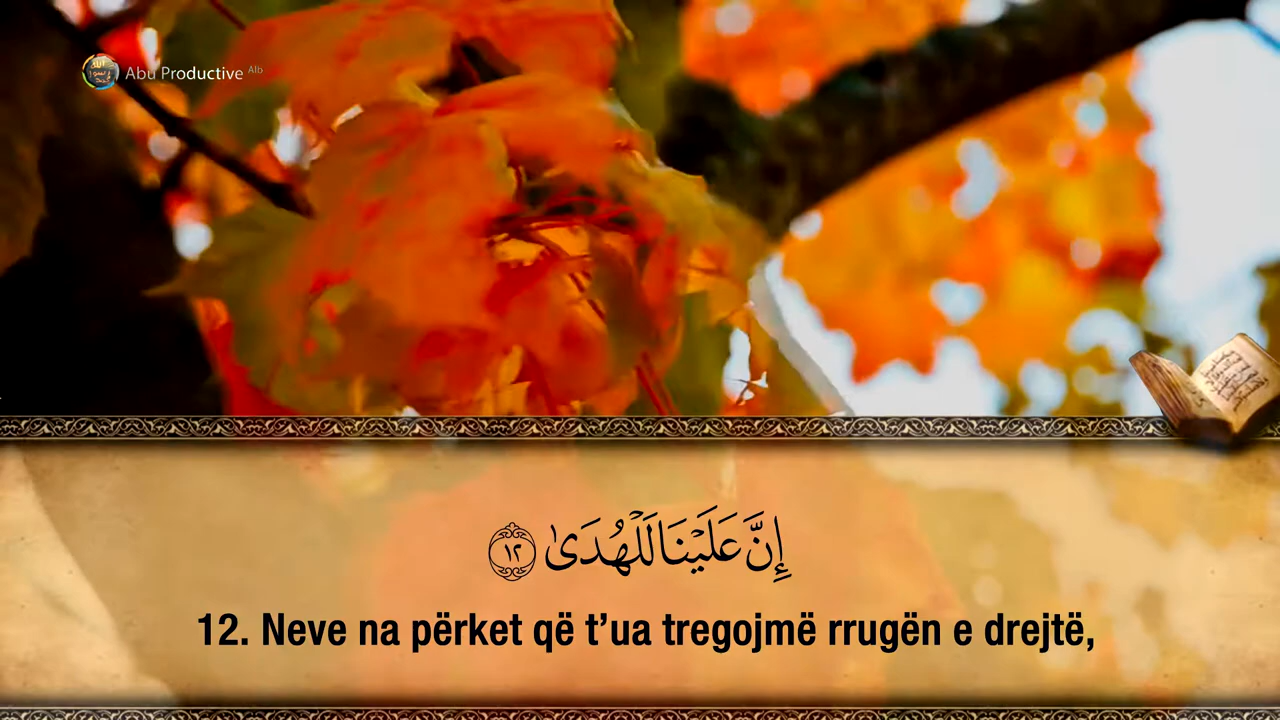 Abu Productive Alb
إِنَّ عَلَيْنَا لَلْهُدَىٰ ١٢
12. Neve na përket që t’ua tregojmë rrugën e drejtë,